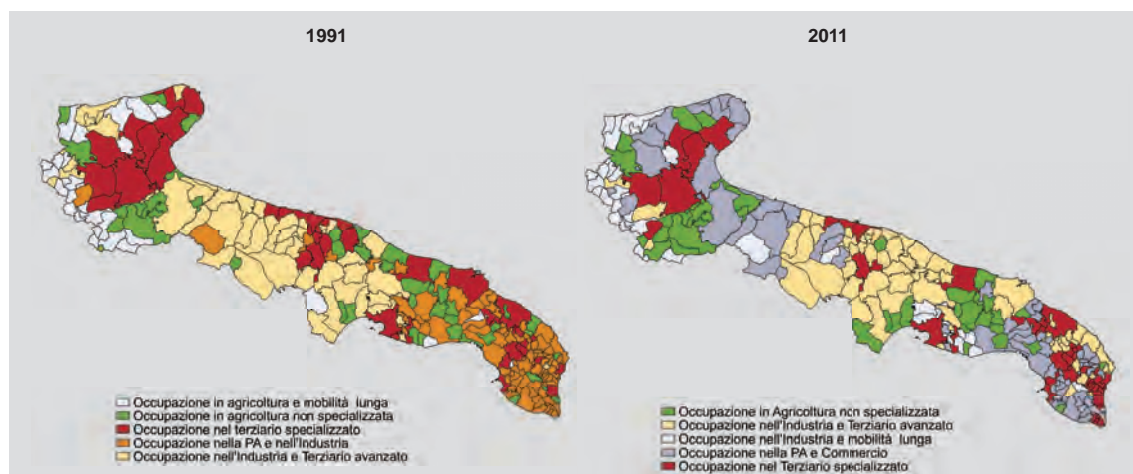 1991
2011
Occupazione in agricoltura e mobilità lunga
Occupazione in agricoltura non specializzata
Occupazione nel terziario specializzato
Occupazione nella PA e nell'Industria
Occupazione nell'Industria e Terziario avanzato
Occupazione in Agricoltura non specializzata
Occupazione nell'Industria e Terziario avanzato
Occupazione nell'Industria e mobilità lunga
Occupazione nella PA e Commercio
Occupazione nel Terziario specializzato